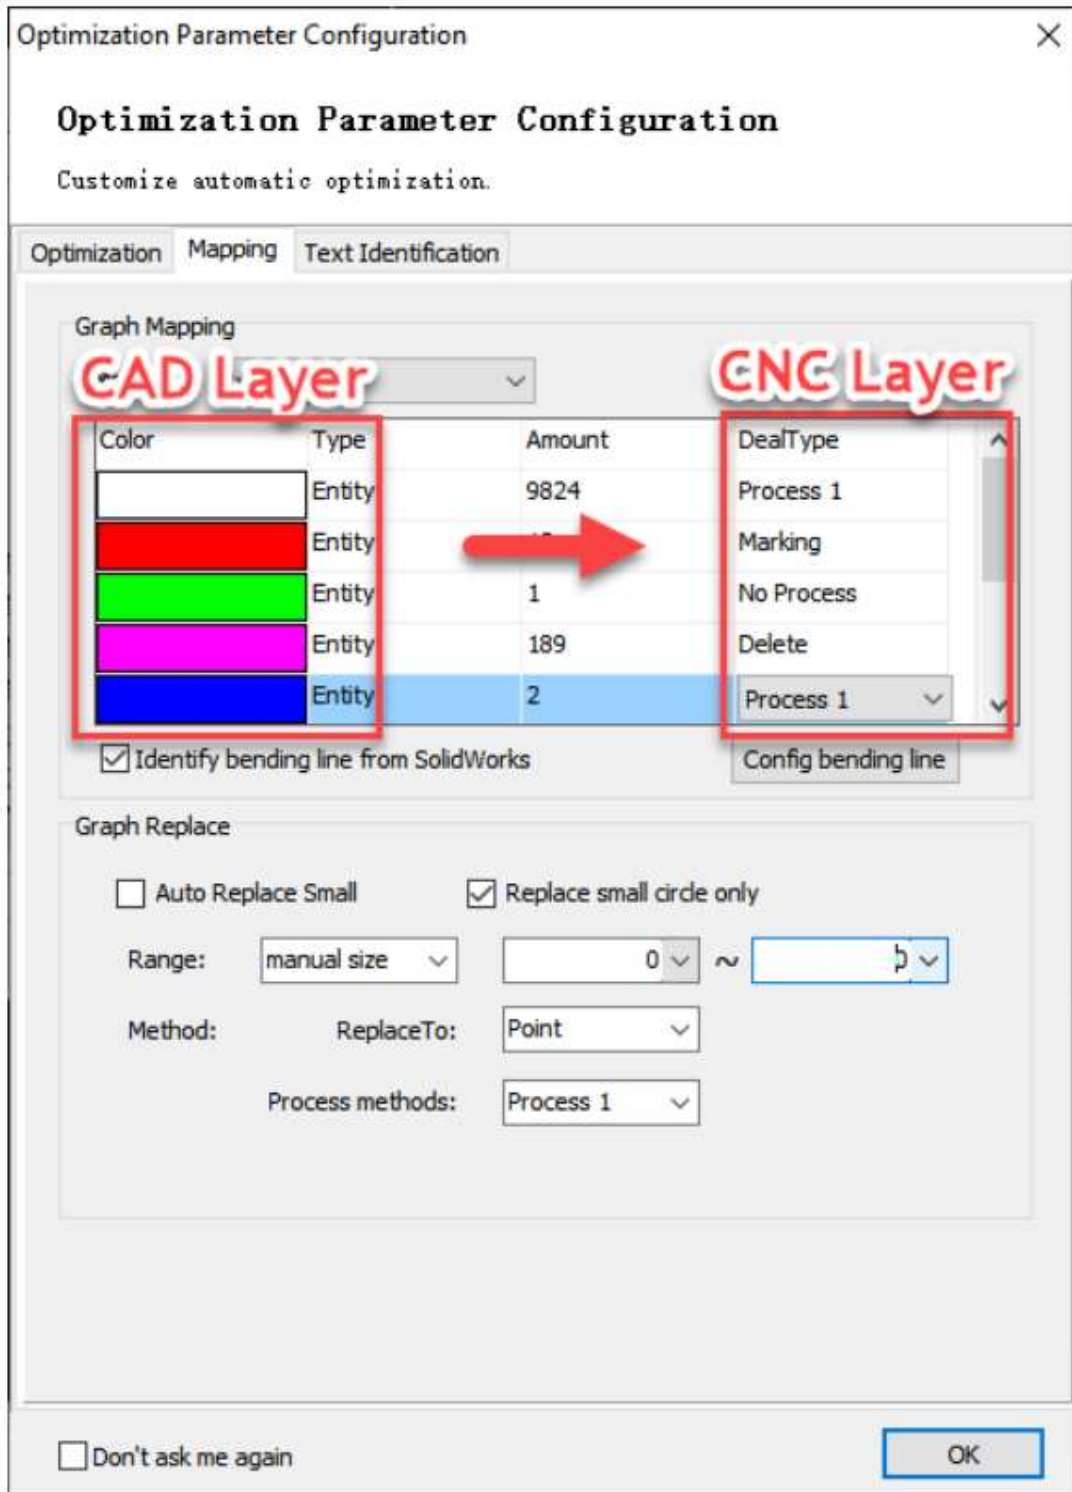 Optimization Parameter Configuration
Optimization Parameter Configuration
Customize automatic optimization.
Optimization Mapping Text Identification
Graph Mapping
CAD Layer CNC Layer
Color Type Amount DealType
Entity 9824 Process 1
Entity Marking
Entity 1 No Process
Entity 189 Delete
Entity 2 Process 1
Identify bending line from SolidWorks Config bending line
Graph Replace
Auto Replace Small Replace small circle only
Range: manual size 0 ~
Method: ReplaceTo: Point
Process methods: Process 1
Don't ask me again OK